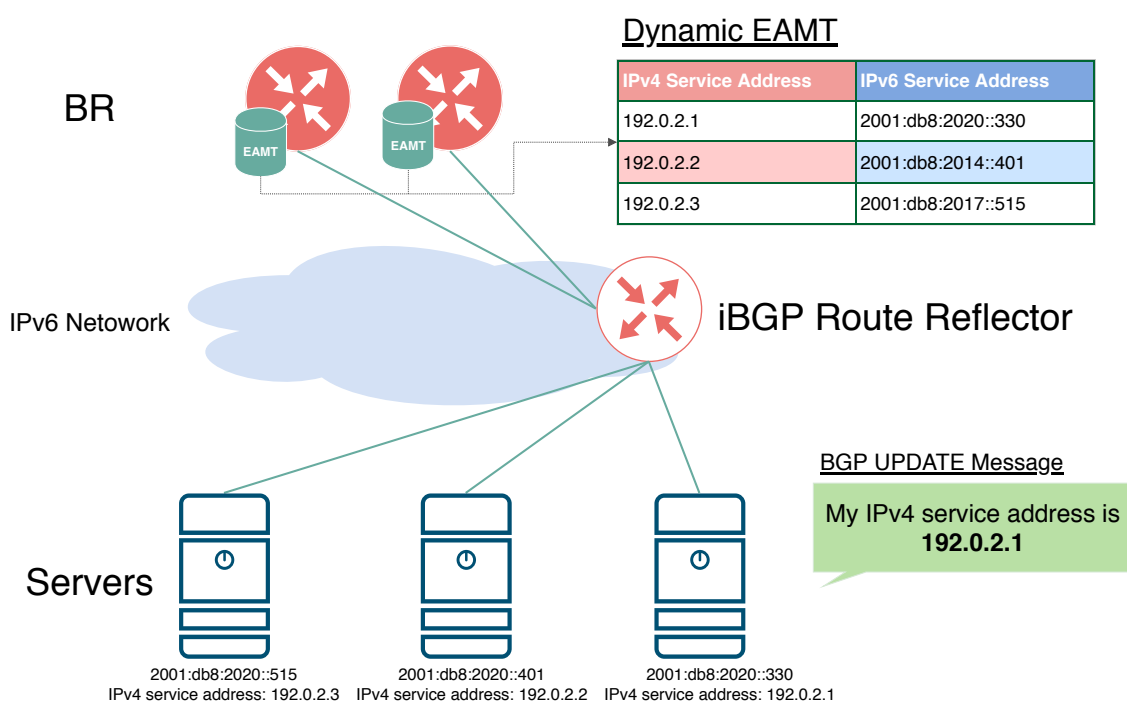 Dynamic EAMT
IPv4 Service Address IPv6 Service Address
192.0.2.1 2001:db8:2020::330
192.0.2.2 2001:db8:2014::401
192.0.2.3 2001:db8:2017::515
BR
EAMT EAMT
IPv6 Netowork
iBGP Route Reflector
BGP UPDATE Message
My IPv4 service address is
192.0.2.1
Servers
2001:db8:2020::515 2001:db8:2020::401 2001:db8:2020::330
IPv4 service address: 192.0.2.3 IPv4 service address: 192.0.2.2 IPv4 service address: 192.0.2.1